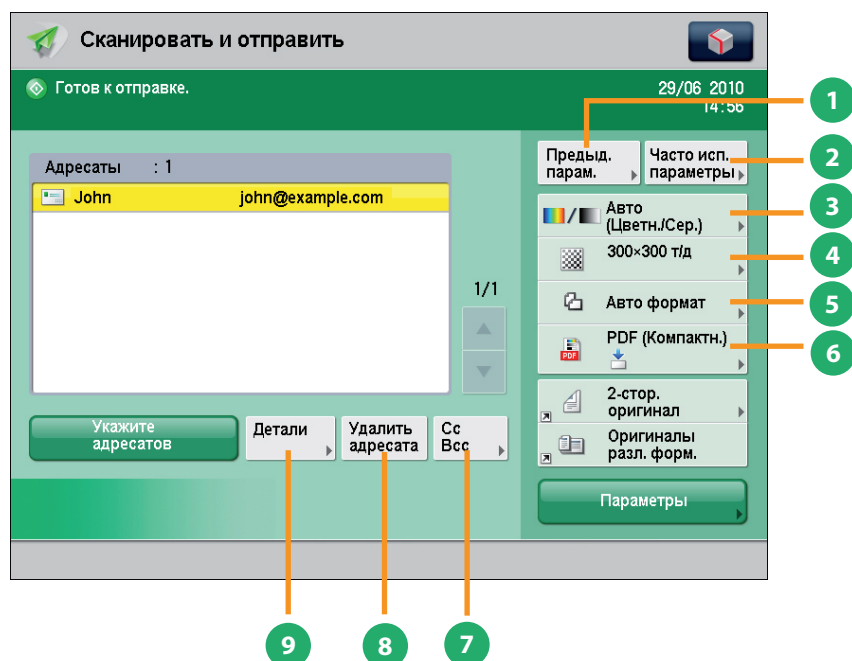 Сканировать и отправить
Готов к отправке.
29/06 2010
14:56
Адресаты : 1
John john@example.com
1/1
Укажите
адресатов
Детали
Удалить
адресата
Cc
Bcc
Предыд.
парам.
Часто исп.
параметры
Авто
(Цветн./Сер.)
300×300 т/д
Авто формат
PDF (Компактн.)
PDF
2-стор.
оригинал
Оригиналы
разл. форм.
Параметры
1
2
3
4
5
6
9
8
7